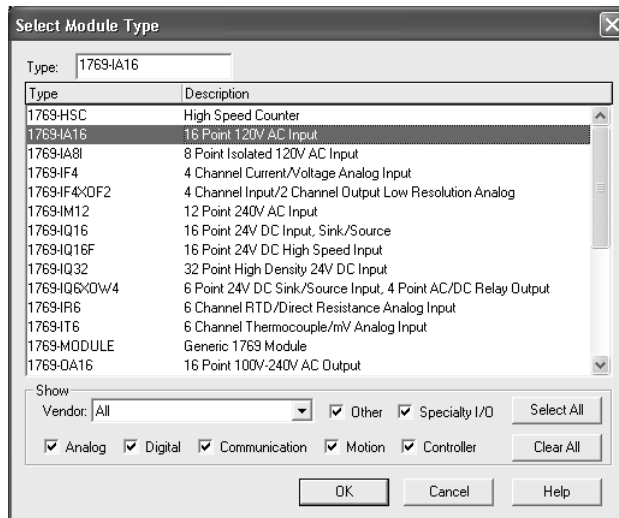 Select Module Type
Type: 1769-IA16
Type Description
1769-HSC High Speed Counter
1769-IA16 16 Point 120V AC Input
1769-IA8I 8 Point Isolated 120V AC Input
1769-IF4 4 Channel Current/Voltage Analog Input
1769-IF4XOF2 4 Channel Input/2 Channel Output Low Resolution Analog
1769-IM12 12 Point 240V AC Input
1769-IQ16 16 Point 24V DC Input, Sink/Source
1769-IQ16F 16 Point 24V DC High Speed Input
1769-IQ32 32 Point High Density 24V DC Input
1769-IQ6XOW4 6 Point 24V DC Sink/Source Input, 4 Point AC/DC Relay Output
1769-IR6 6 Channel RTD/Direct Resistance Analog Input
1769-IT6 6 Channel Thermocouple/mV Analog Input
1769-MODULE Generic 1769 Module
1769-OA16 16 Point 100V-240V AC Output
Show
Vendor: All Other Specialty I/O Select All
Analog Digital Communication Motion Controller Clear All
OK Cancel Help